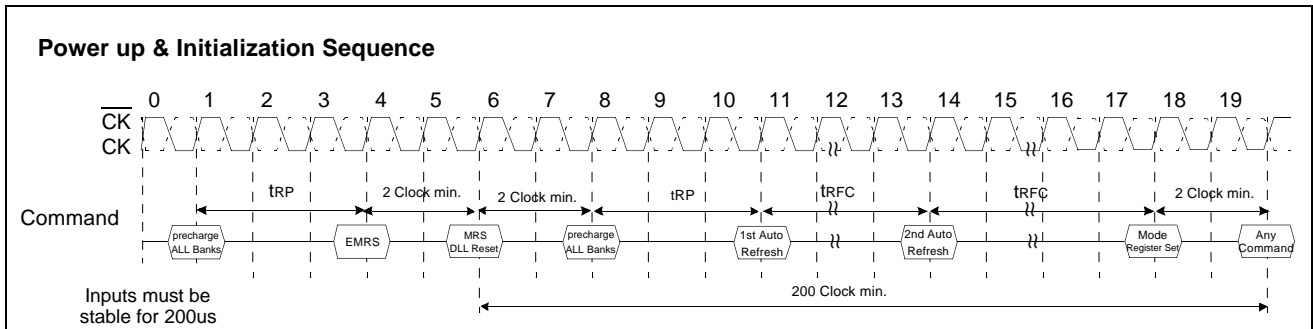 Power up & Initialization Sequence
0 1 2 3 4 5 6 7 8 9 10 11 12 13 14 15 16 17 18 19
CK
CK
tRP 2 Clock min. 2 Clock min. tRP tRFC tRFC 2 Clock min.
Command
precharge
ALL Banks
EMRS
MRS
DLL Reset
precharge
ALL Banks
1st Auto
Refresh
2nd Auto
Refresh
Mode
Register Set
Any
Command
200 Clock min.
Inputs must be
stable for 200us